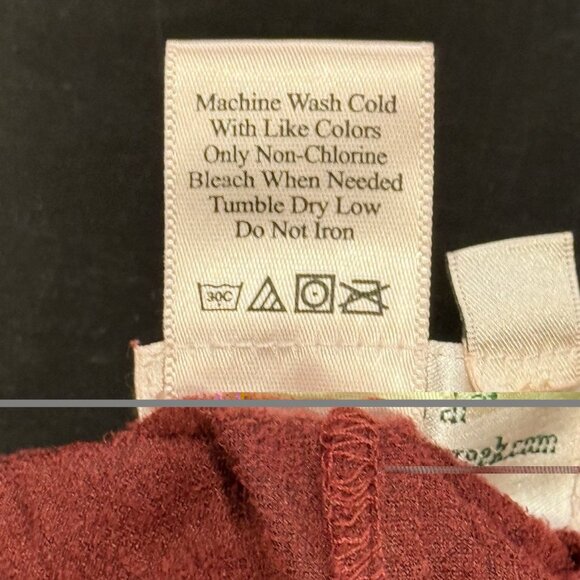 Machine Wash Cold
With Like Colors
Only Non-Chlorine
Bleach When Needed
Tumble Dry Low
Do Not Iron
30C